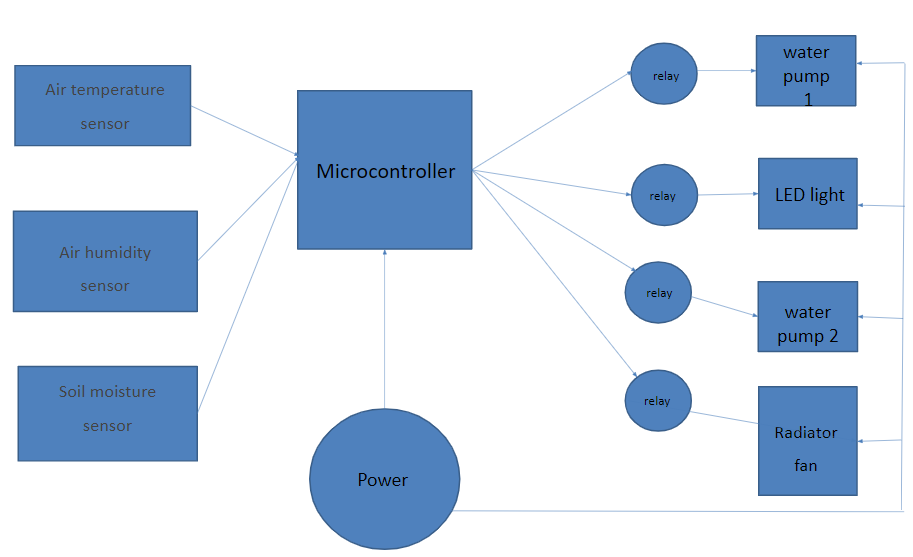 Air temperature
sensor
Air humidity
sensor
Soil moisture
sensor
Microcontroller
Power
relay
water
pump
1
relay
LED light
relay
water
pump 2
relay
Radiator
fan